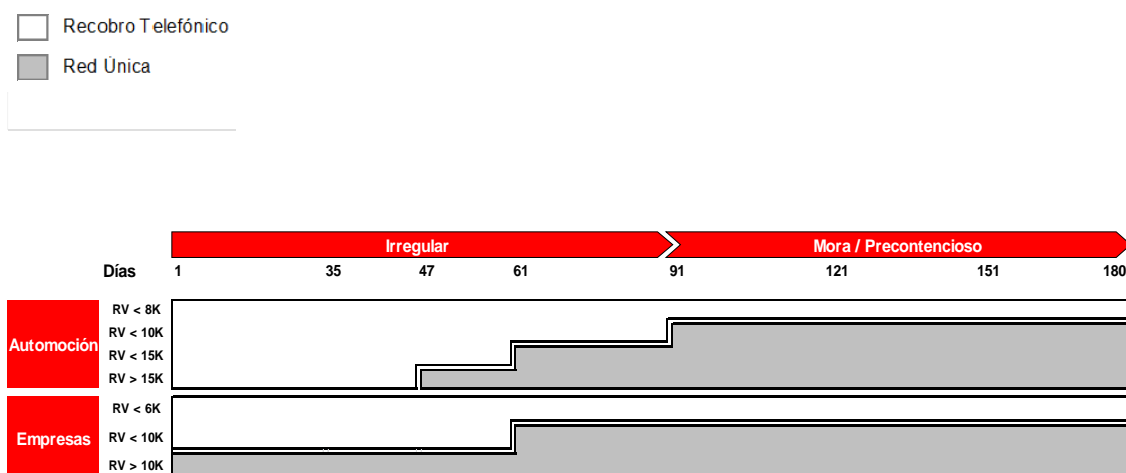 Recobro Telefónico
Red Única
Irregular Mora / Precontencioso
Días 1 35 47 61 91 121 151 180
RV < 8K
RV < 10K
Automoción
RV < 15K
RV > 15K
RV < 6K
Empresas RV < 10K
RV > 10K